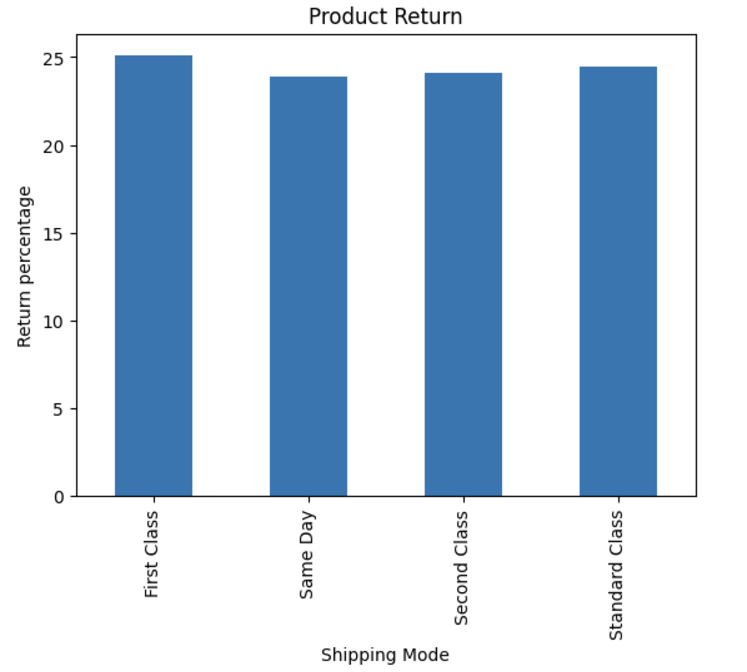 Product Return
Return percentage
25
20
15
10
5
0
First Class
Same Day
Second Class
Standard Class
Shipping Mode